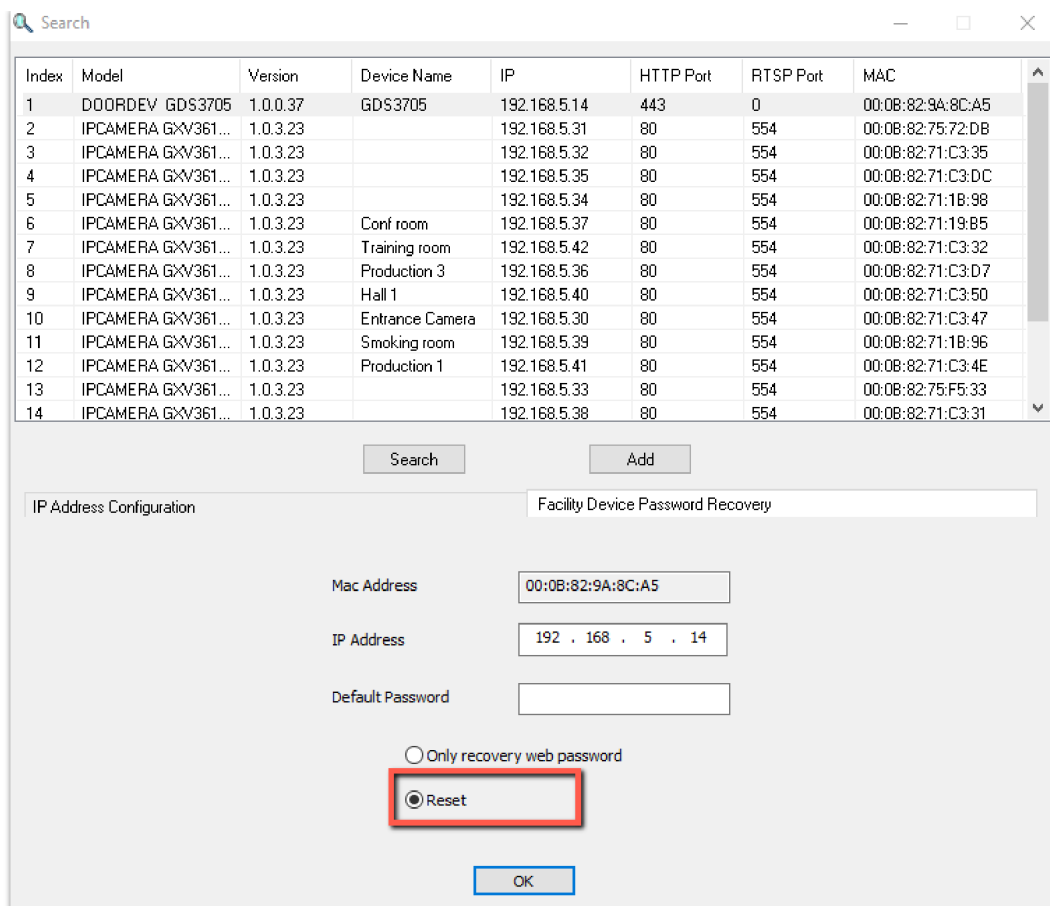 Search
Index Model Version Device Name IP HTTP Port RTSP Port MAC
1 DOORDEV GDS3705 1.0.0.37 GDS3705 192.168.5.14 443 0 00:0B:82:9A:8C:A5
2 IPCAMERA GXV361... 1.0.3.23 192.168.5.31 80 554 00:0B:82:75:72:DB
3 IPCAMERA GXV361... 1.0.3.23 192.168.5.32 80 554 00:0B:82:71:C3:35
4 IPCAMERA GXV361... 1.0.3.23 192.168.5.35 80 554 00:0B:82:71:C3:DC
5 IPCAMERA GXV361... 1.0.3.23 192.168.5.34 80 554 00:0B:82:71:1B:98
6 IPCAMERA GXV361... 1.0.3.23 Conf room 192.168.5.37 80 554 00:0B:82:71:19:B5
7 IPCAMERA GXV361... 1.0.3.23 Training room 192.168.5.42 80 554 00:0B:82:71:C3:32
8 IPCAMERA GXV361... 1.0.3.23 Production 3 192.168.5.36 80 554 00:0B:82:71:C3:D7
9 IPCAMERA GXV361... 1.0.3.23 Hall 1 192.168.5.40 80 554 00:0B:82:71:C3:50
10 IPCAMERA GXV361... 1.0.3.23 Entrance Camera 192.168.5.30 80 554 00:0B:82:71:C3:47
11 IPCAMERA GXV361... 1.0.3.23 Smoking room 192.168.5.39 80 554 00:0B:82:71:1B:96
12 IPCAMERA GXV361... 1.0.3.23 Production 1 192.168.5.41 80 554 00:0B:82:71:C3:4E
13 IPCAMERA GXV361... 1.0.3.23 192.168.5.33 80 554 00:0B:82:75:F5:33
14 IPCAMERA GXV361... 1.0.3.23 192.168.5.38 80 554 00:0B:82:71:C3:31
Search Add
IP Address Configuration Facility Device Password Recovery
Mac Address 00:0B:82:9A:8C:A5
IP Address 192 . 168 . 5 . 14
Default Password
Only recovery web password
Reset
OK